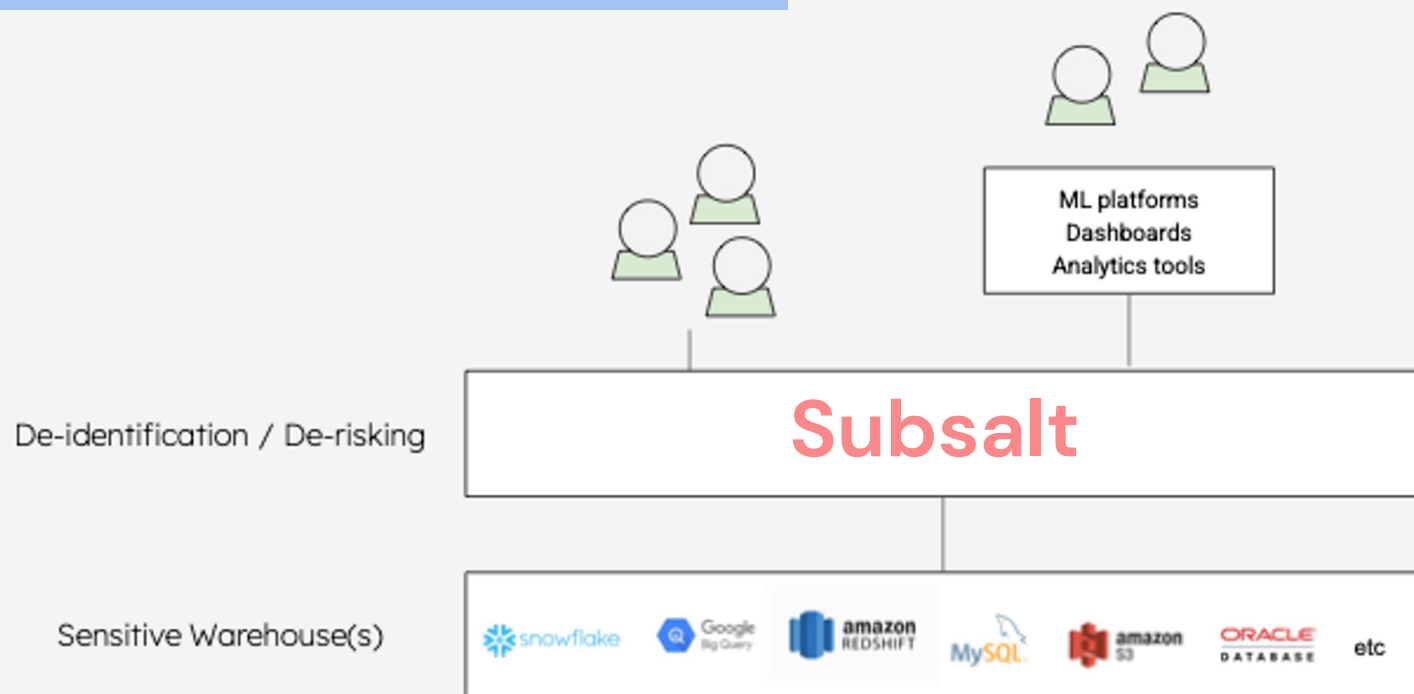 ML platforms
Dashboards
Analytics tools
De-identification / De-risking
Subsalt
Sensitive Warehouse(s)
snowflake
Google
Big Query
amazon
REDSHIFT
MySQL
amazon
S3
ORACLE
DATABASE
etc